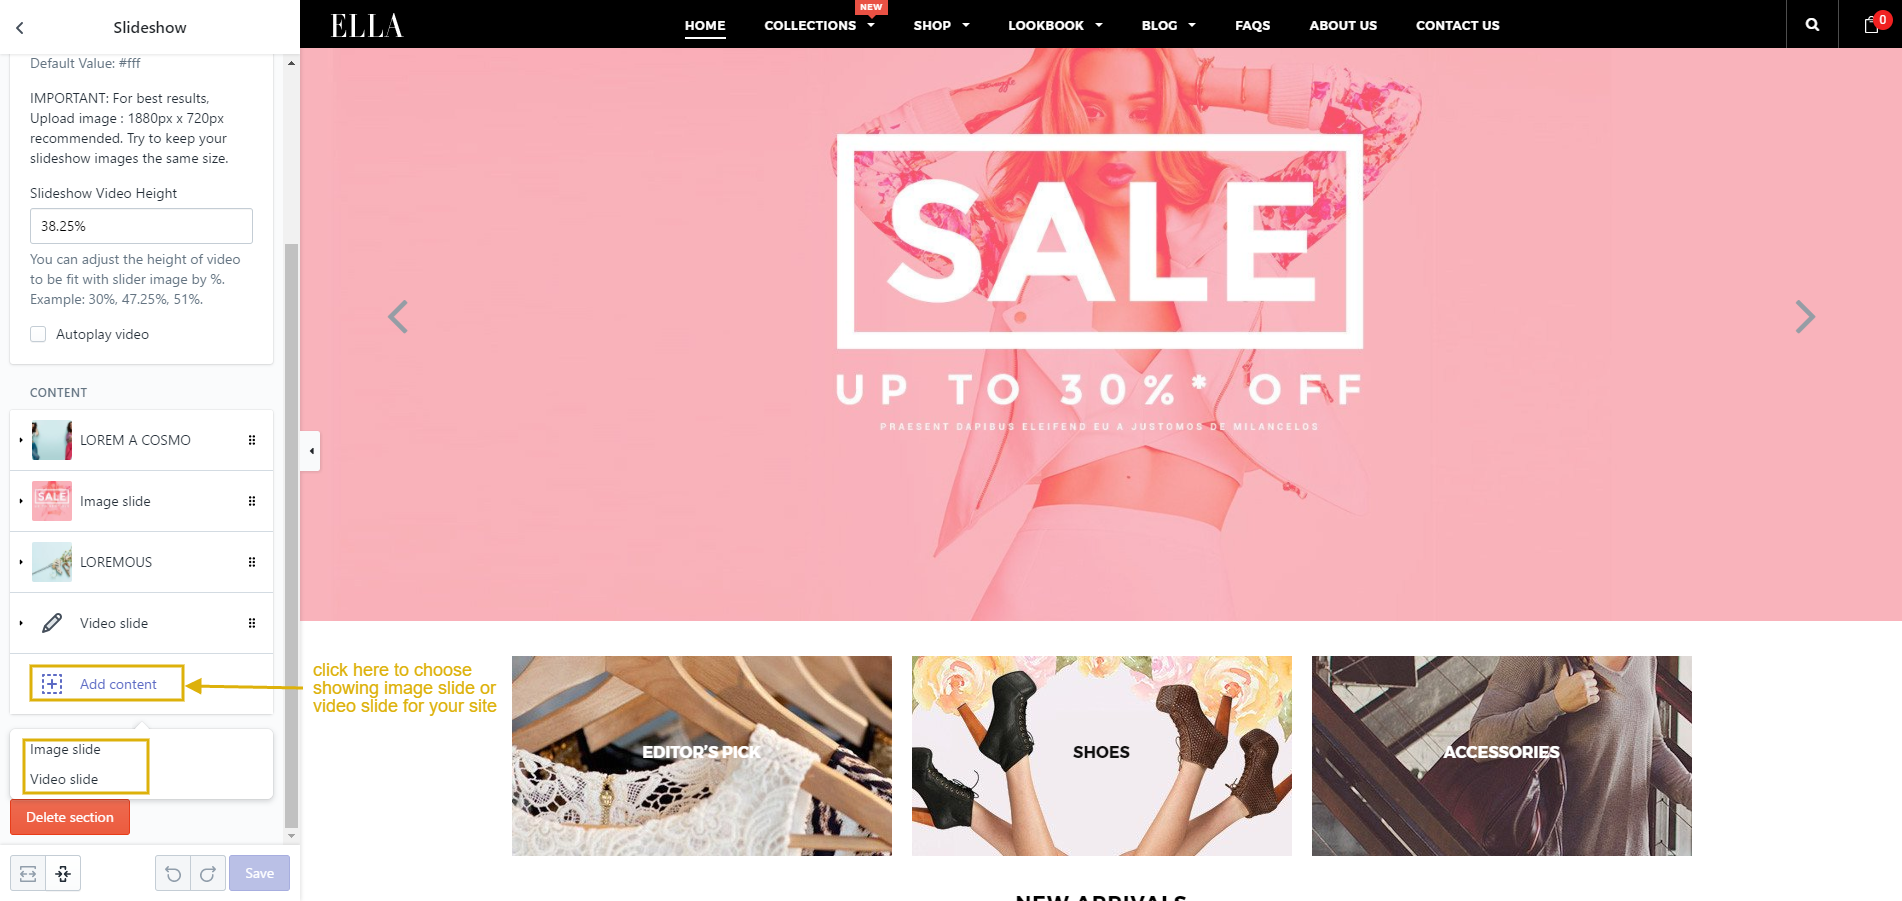 Slideshow
Default Value: #fff
IMPORTANT: For best results,
Upload image : 1880px x 720px
recommended. Try to keep your
slideshow images the same size.
Slideshow Video Height
38.25%
You can adjust the height of video
to be fit with slider image by %.
Example: 30%, 47.25%, 51%.
Autoplay video
CONTENT
LOREM A COSMO
SALE
Image slide
LOREMOUS
Video slide
Add content
Image slide
Video slide
Delete section
Save
click here to choose
showing image slide or
video slide for your site
ELLA
NEW
HOME COLLECTIONS SHOP LOOKBOOK BLOG FAQS ABOUT US CONTACT US
0
SALE
UP TO 30%* OFF
PRAESENT DAPIBUS ELEIFEND EU A JUSTOMOS DE MILANCELOS
EDITOR'S PICK
SHOES
ACCESSORIES
NEW ARRIVALS